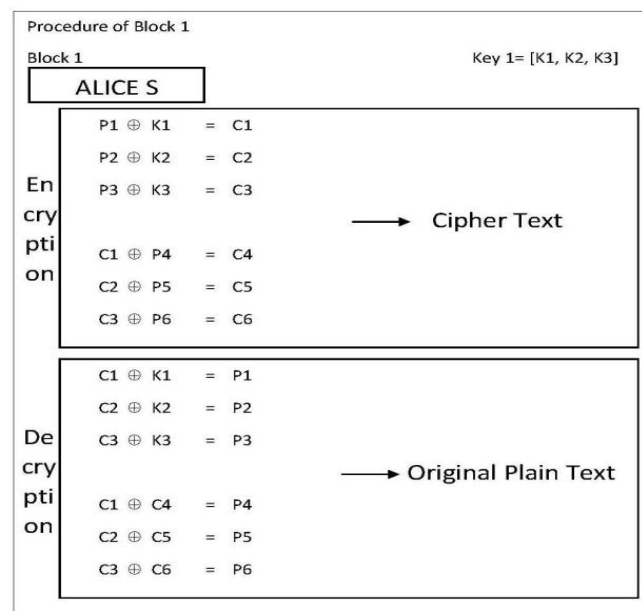 Procedure of Block 1
Block 1 Key 1= [K1, K2, K3]
ALICE S
En
cry
pti
on
P1 ⊕ K1 = C1
P2 ⊕ K2 = C2
P3 ⊕ K3 = C3
C1 ⊕ P4 = C4
C2 ⊕ P5 = C5
C3 ⊕ P6 = C6
Cipher Text
De
cry
pti
on
C1 ⊕ K1 = P1
C2 ⊕ K2 = P2
C3 ⊕ K3 = P3
C1 ⊕ C4 = P4
C2 ⊕ C5 = P5
C3 ⊕ C6 = P6
Original Plain Text